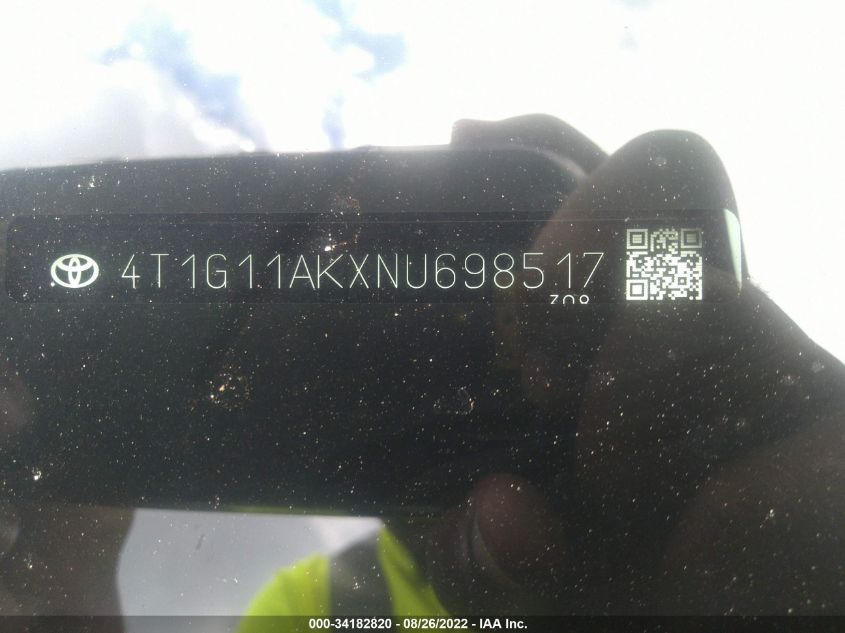 4T1G11AKXNU698517
000-34182820 - 08/26/2022 - IAA Inc.